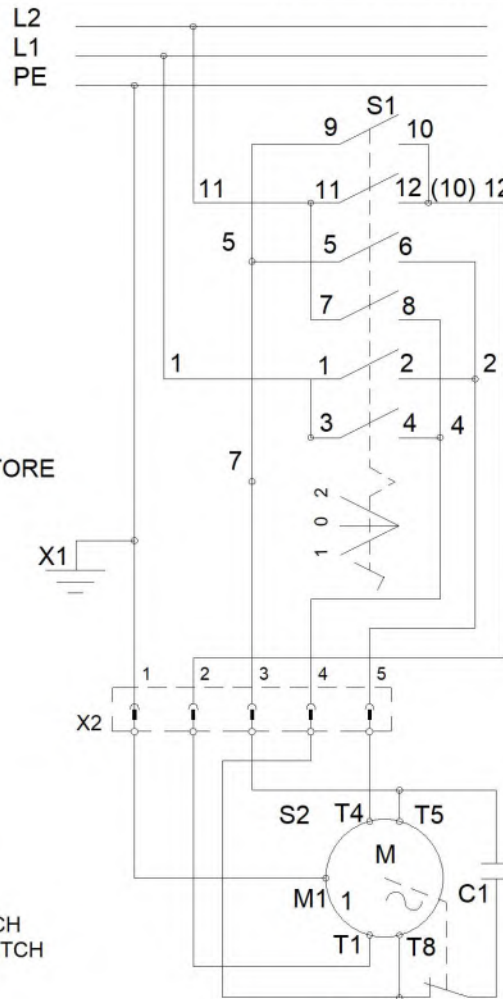 L2
L1
PE
S1
9 10
11 11 12 (10) 12
5 5 6
7 8
1 1 2 2
3 4 4
7
TORE
2
0
1
X1
1 2 3 4 5
X2
S2 T4 T5
M
M1 1 C1
T1 T8
CH
TCH